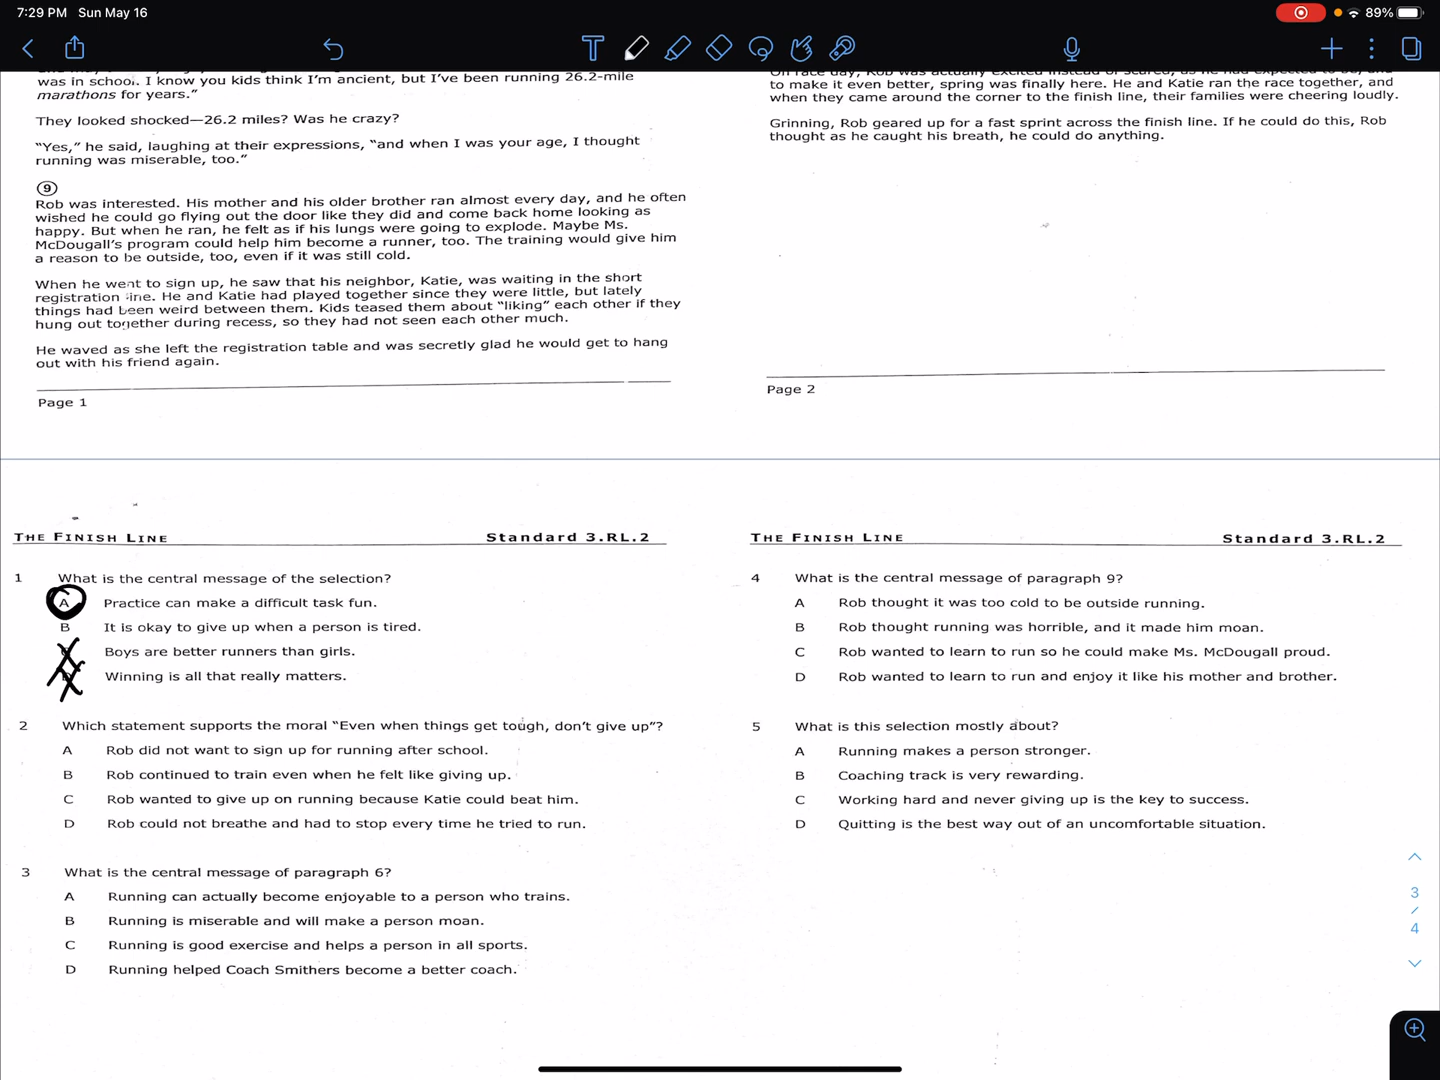 7:29 PM Sun May 16
89%
was in school. I know you kids think I'm ancient, but I've been running 26.2-mile
marathons for years."
They looked shocked—26.2 miles? Was he crazy?
"Yes," he said, laughing at their expressions, "and when I was your age, I thought
running was miserable, too."
9
Rob was interested. His mother and his older brother ran almost every day, and he often
wished he could go flying out the door like they did and come back home looking as
happy. But when he ran, he felt as if his lungs were going to explode. Maybe Ms.
McDougall's program could help him become a runner, too. The training would give him
a reason to be outside, too, even if it was still cold.
When he went to sign up, he saw that his neighbor, Katie, was waiting in the short
registration line. He and Katie had played together since they were little, but lately
things had been weird between them. Kids teased them about "liking" each other if they
hung out together during recess, so they had not seen each other much.
He waved as she left the registration table and was secretly glad he would get to hang
out with his friend again.
Page 1
On race day, Rob was actually excited instead of scared, as he had expected to be, and
to make it even better, spring was finally here. He and Katie ran the race together, and
when they came around the corner to the finish line, their families were cheering loudly.
Grinning, Rob geared up for a fast sprint across the finish line. If he could do this, Rob
thought as he caught his breath, he could do anything.
Page 2
THE FINISH LINE Standard 3.RL.2
1 What is the central message of the selection?
A Practice can make a difficult task fun.
B It is okay to give up when a person is tired.
Boys are better runners than girls.
Winning is all that really matters.
2 Which statement supports the moral "Even when things get tough, don't give up"?
A Rob did not want to sign up for running after school.
B Rob continued to train even when he felt like giving up.
C Rob wanted to give up on running because Katie could beat him.
D Rob could not breathe and had to stop every time he tried to run.
3 What is the central message of paragraph 6?
A Running can actually become enjoyable to a person who trains.
B Running is miserable and will make a person moan.
C Running is good exercise and helps a person in all sports.
D Running helped Coach Smithers become a better coach.
THE FINISH LINE Standard 3.RL.2
4 What is the central message of paragraph 9?
A Rob thought it was too cold to be outside running.
B Rob thought running was horrible, and it made him moan.
C Rob wanted to learn to run so he could make Ms. McDougall proud.
D Rob wanted to learn to run and enjoy it like his mother and brother.
5 What is this selection mostly about?
A Running makes a person stronger.
B Coaching track is very rewarding.
C Working hard and never giving up is the key to success.
D Quitting is the best way out of an uncomfortable situation.
3
/
4